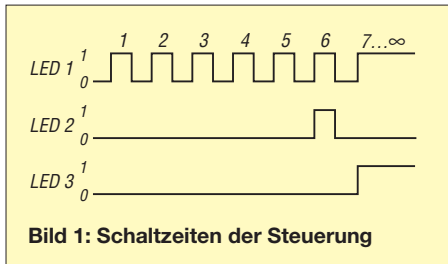 1 2 3 4 5 6 7...∞
LED 1 1
0
LED 2 1
0
LED 3 1
0
Bild 1: Schaltzeiten der Steuerung